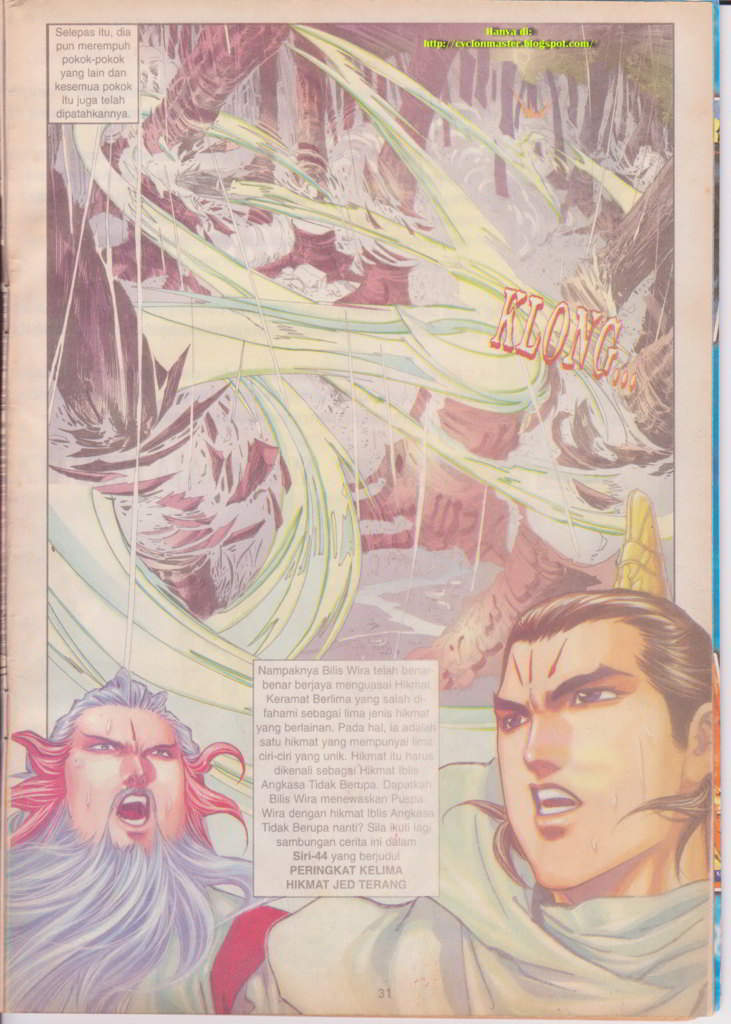 Selepas itu, dia
pun merempuh
pokok-pokok
yang lain dan
kesemua pokok
itu juga telah
dipatahkannya.
Hanya di:
http://cyclonmaster.blogspot.com/
KLONG...
Nampaknya Bilis Wira telah benar-
benar berjaya menguasai Hikmat
Keramat Berlima yang salah di-
fahami sebagai lima jenis hikmat
yang berlainan. Pada hal, ia adalah
satu hikmat yang mempunyai lima
ciri-ciri yang unik. Hikmat itu harus
dikenali sebagai Hikmat Iblis
Angkasa Tidak Berupa. Dapatkah
Bilis Wira menewaskan Puspa
Wira dengan hikmat Iblis Angkasa
Tidak Berupa nanti? Sila ikuti lagi
sambungan cerita ini dalam
Siri-44 yang berjudul
PERINGKAT KELIMA
HIKMAT JED TERANG
31